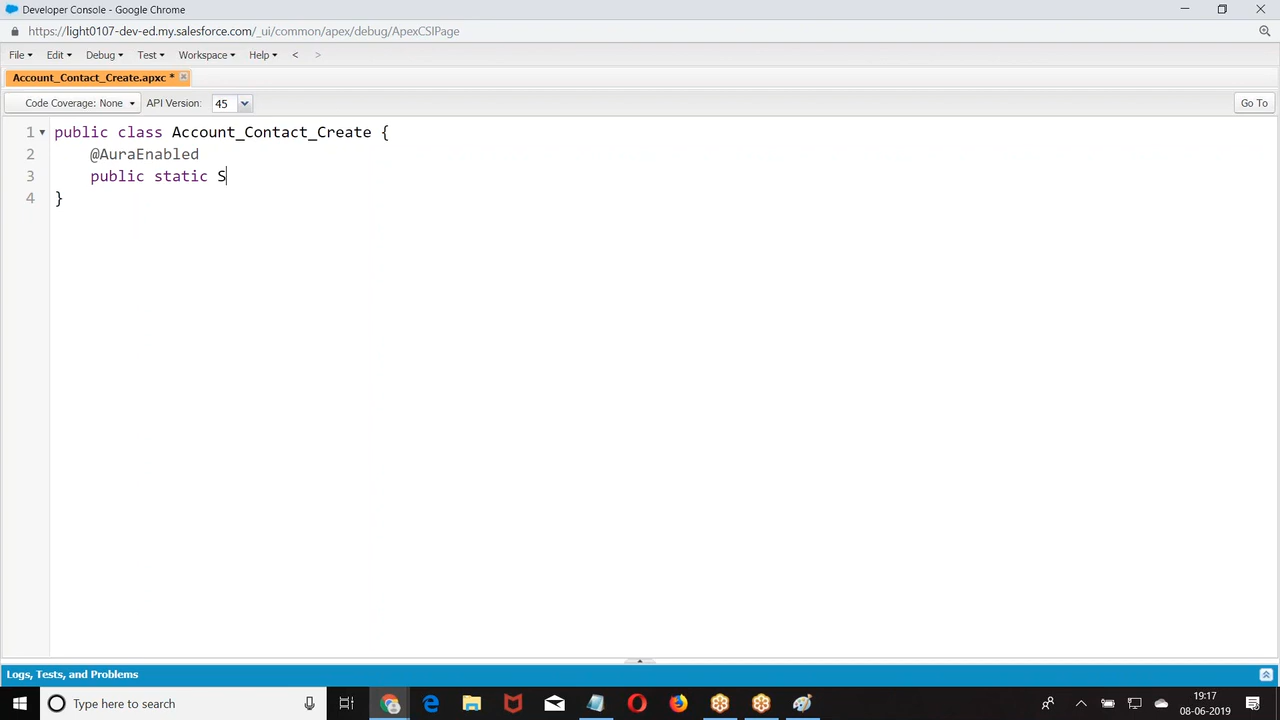 Developer Console - Google Chrome
https://light0107-dev-ed.my.salesforce.com/_ui/common/apex/debug/ApexCSIPage
File Edit Debug Test Workspace Help < >
Account_Contact_Create.apxc *
Code Coverage: None API Version: 45 Go To
1 public class Account_Contact_Create {
2 @AuraEnabled
3 public static S
4 }
Logs, Tests, and Problems
Type here to search
19:17
08-06-2019